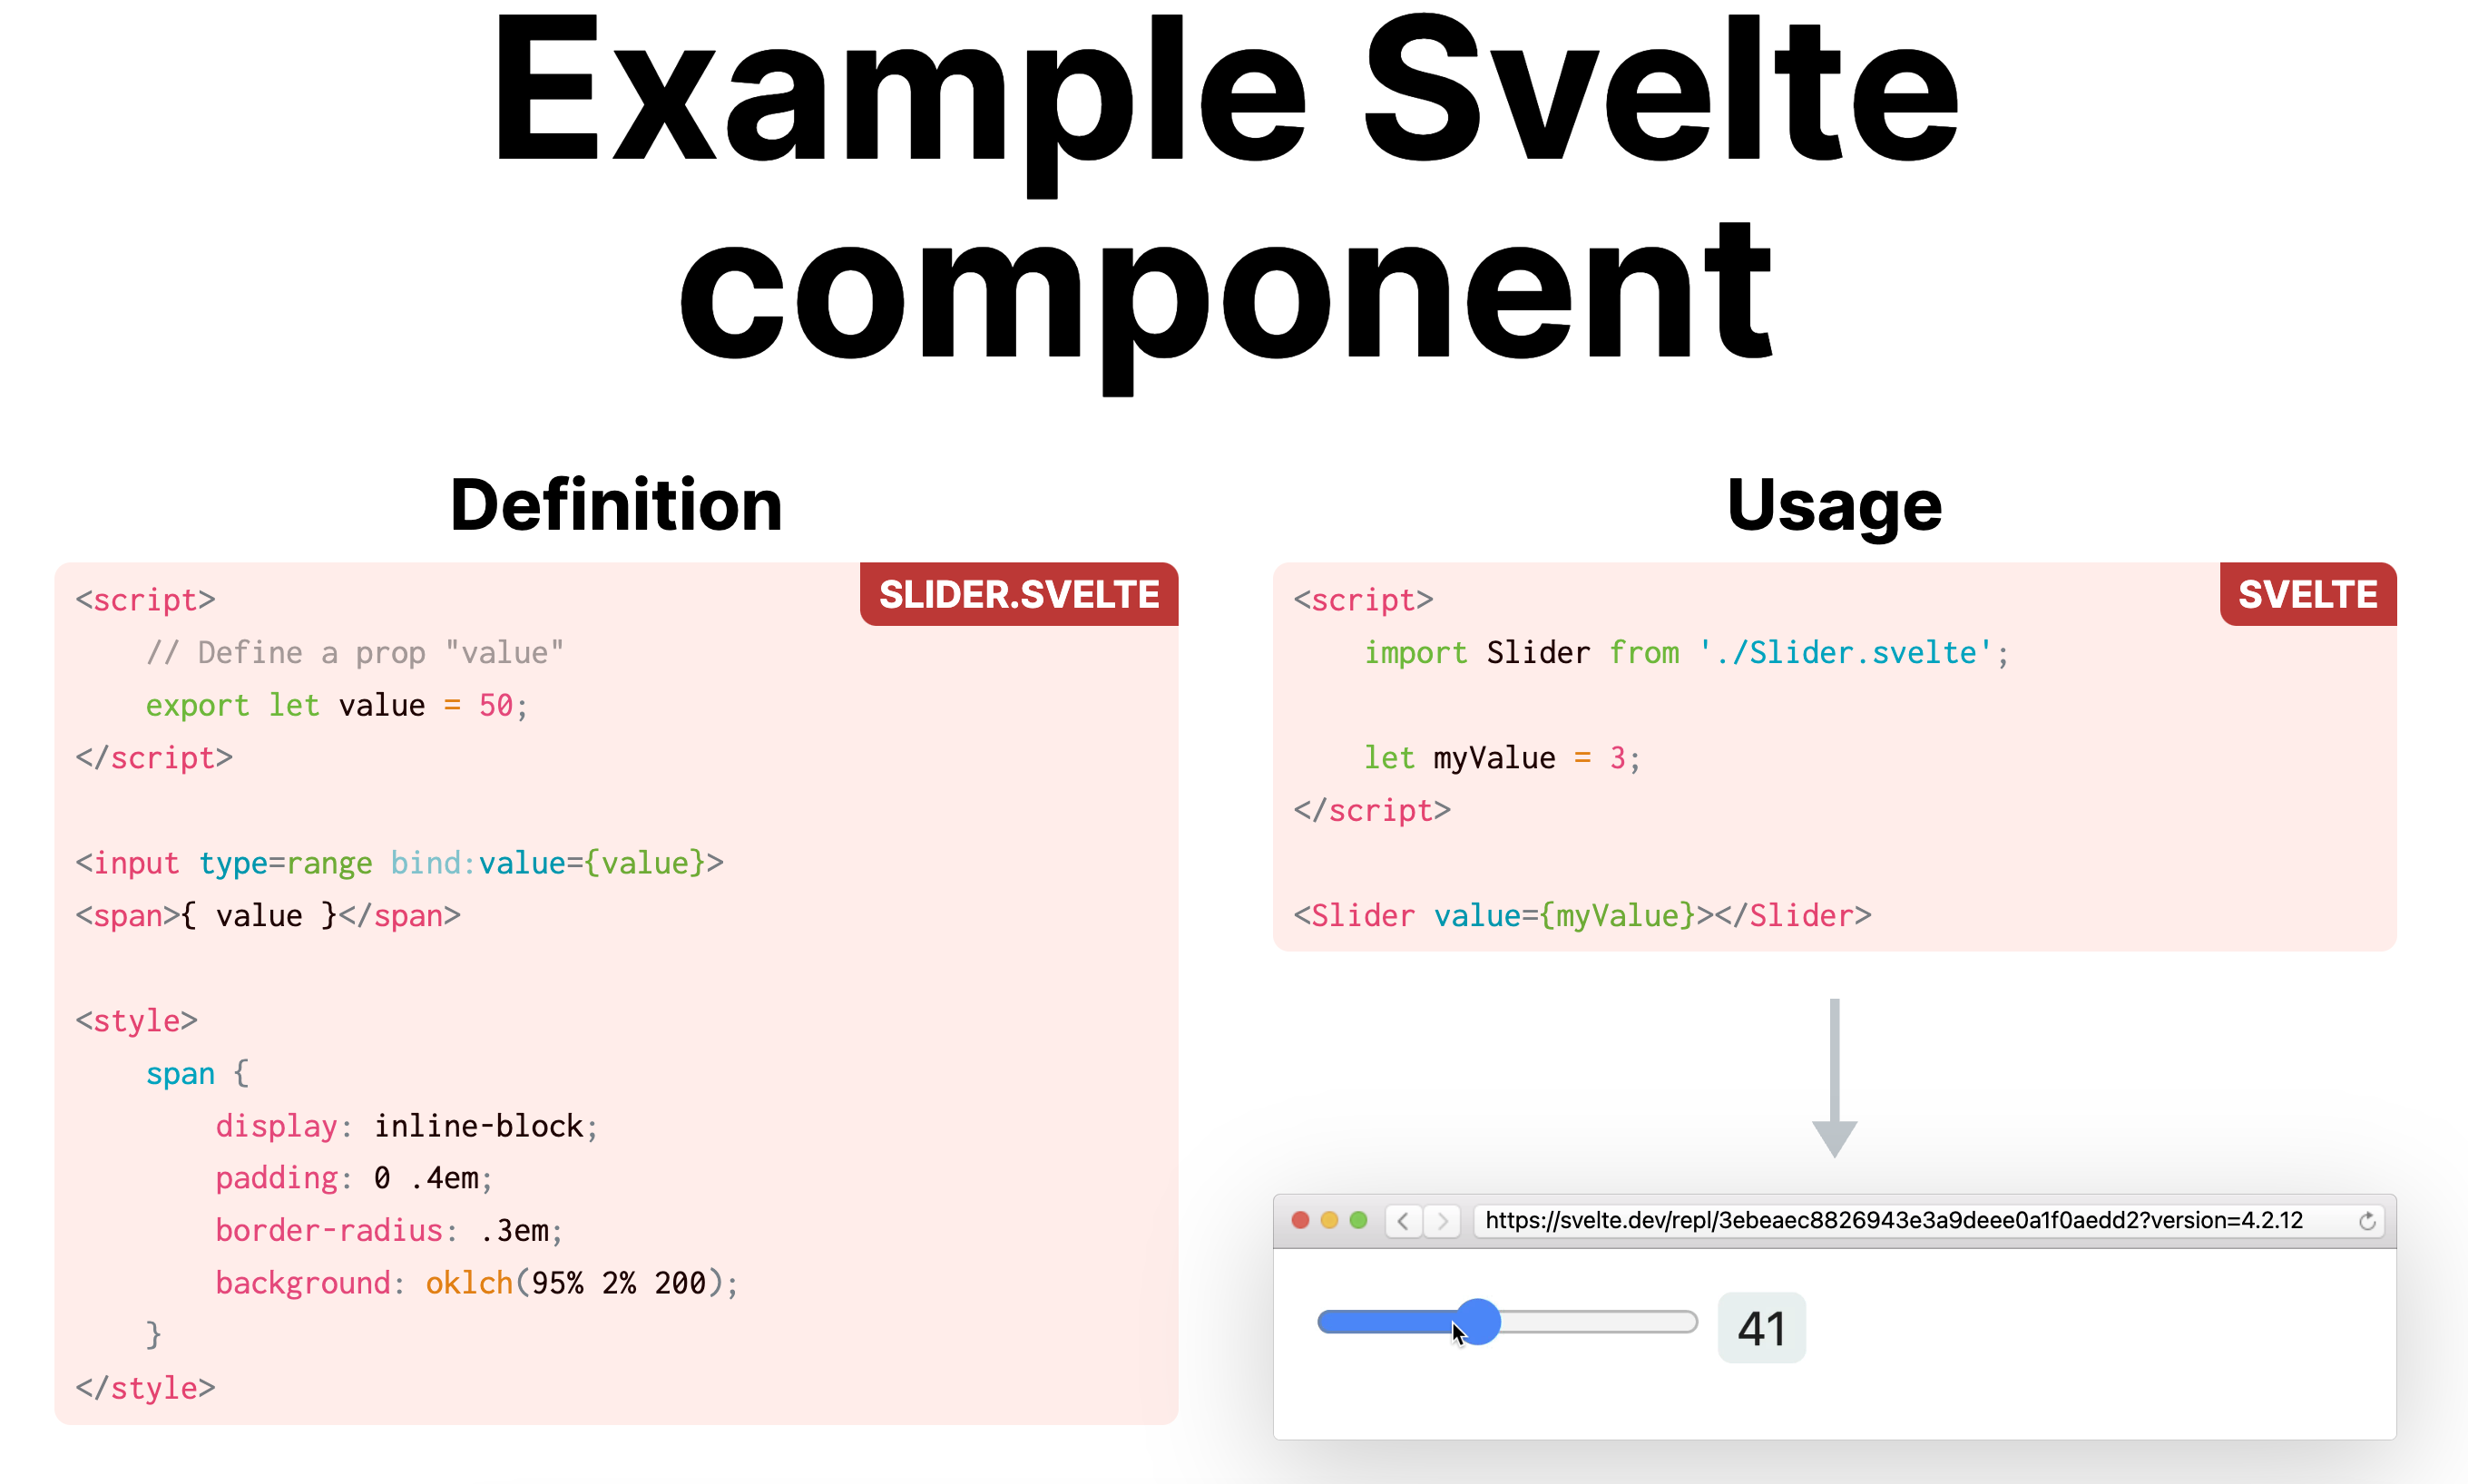 Example Svelte
component
Definition
SLIDER.SVELTE
<script>
    // Define a prop "value"
    export let value = 50;
</script>

<input type=range bind:value={value}>
<span>{ value }</span>

<style>
    span {
        display: inline-block;
        padding: 0 .4em;
        border-radius: .3em;
        background: oklch(95% 2% 200);
    }
</style>
Usage
SVELTE
<script>
    import Slider from './Slider.svelte';

    let myValue = 3;
</script>

<Slider value={myValue}></Slider>
https://svelte.dev/repl/3ebeaec8826943e3a9deee0a1f0aedd2?version=4.2.12
41